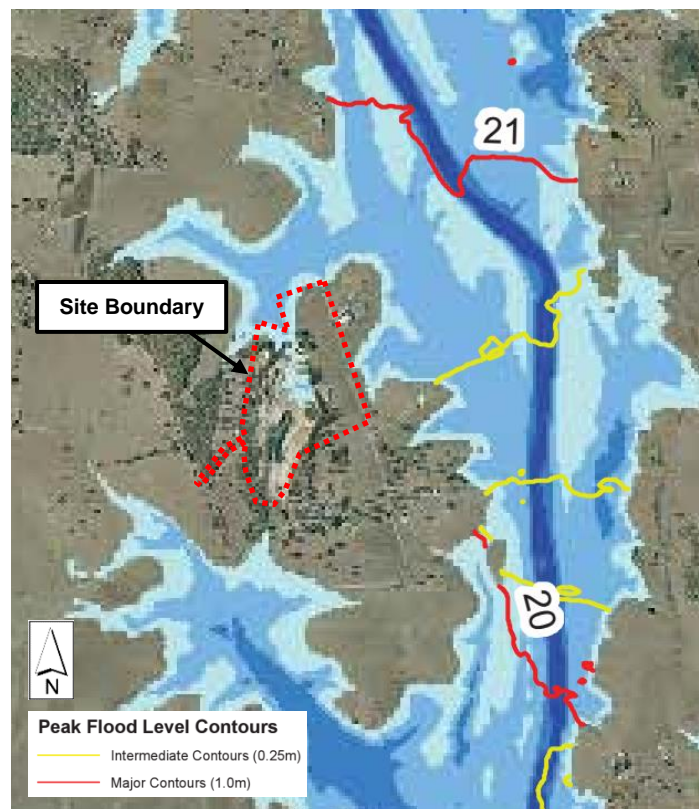 21
Site Boundary
20
N
Peak Flood Level Contours
Intermediate Contours (0.25m)
Major Contours (1.0m)